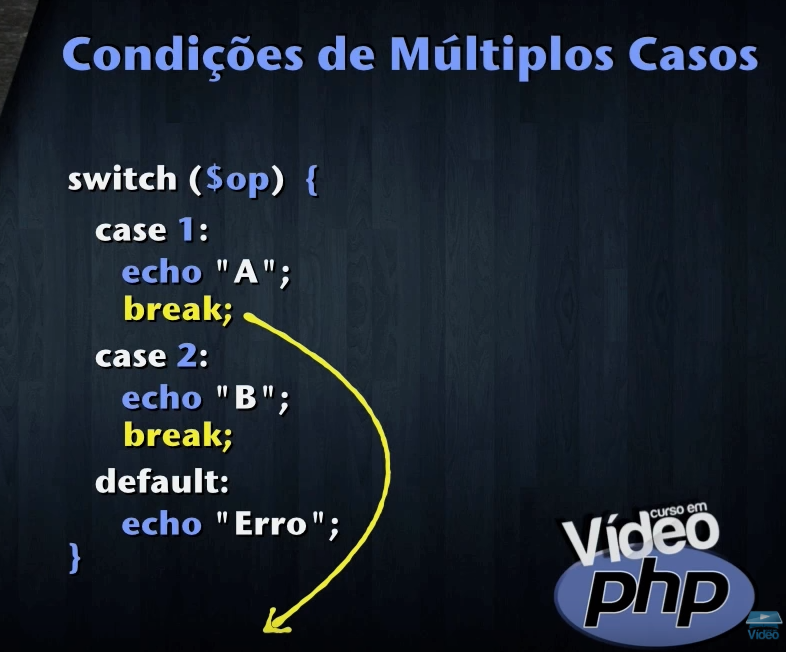 Condições de Múltiplos Casos
switch ($op) {
case 1:
echo "A";
break;
case 2:
echo "B";
break;
default:
echo "Erro";
}
curso em
Vídeo
php
Vídeo